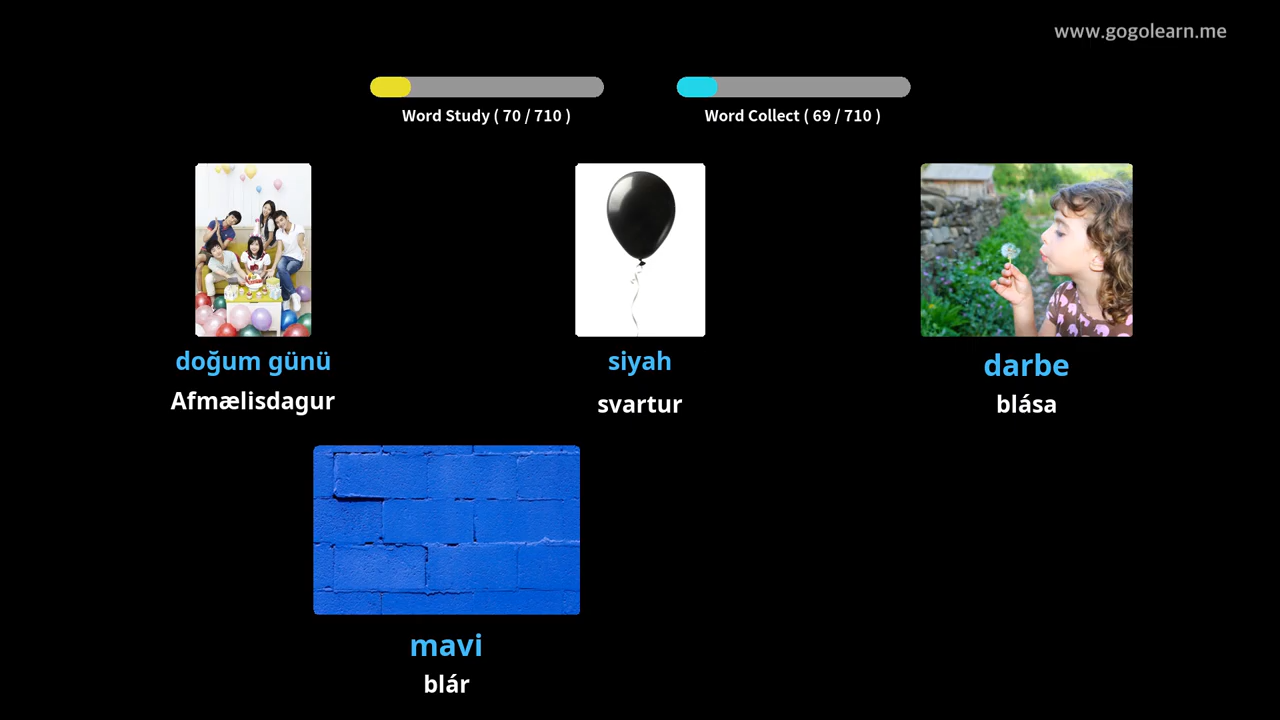 www.gogolearn.me
Word Study ( 70 / 710 )
Word Collect ( 69 / 710 )
doğum günü
Afmælisdagur
siyah
svartur
darbe
blása
mavi
blár